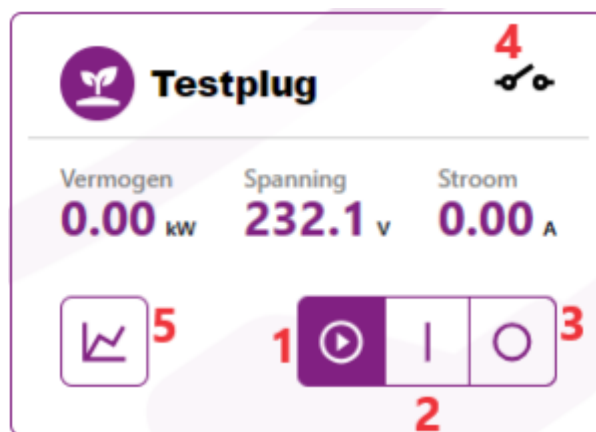 4
Testplug
Vermogen Spanning Stroom
0.00 kW 232.1 V 0.00 A
5 1 3
2